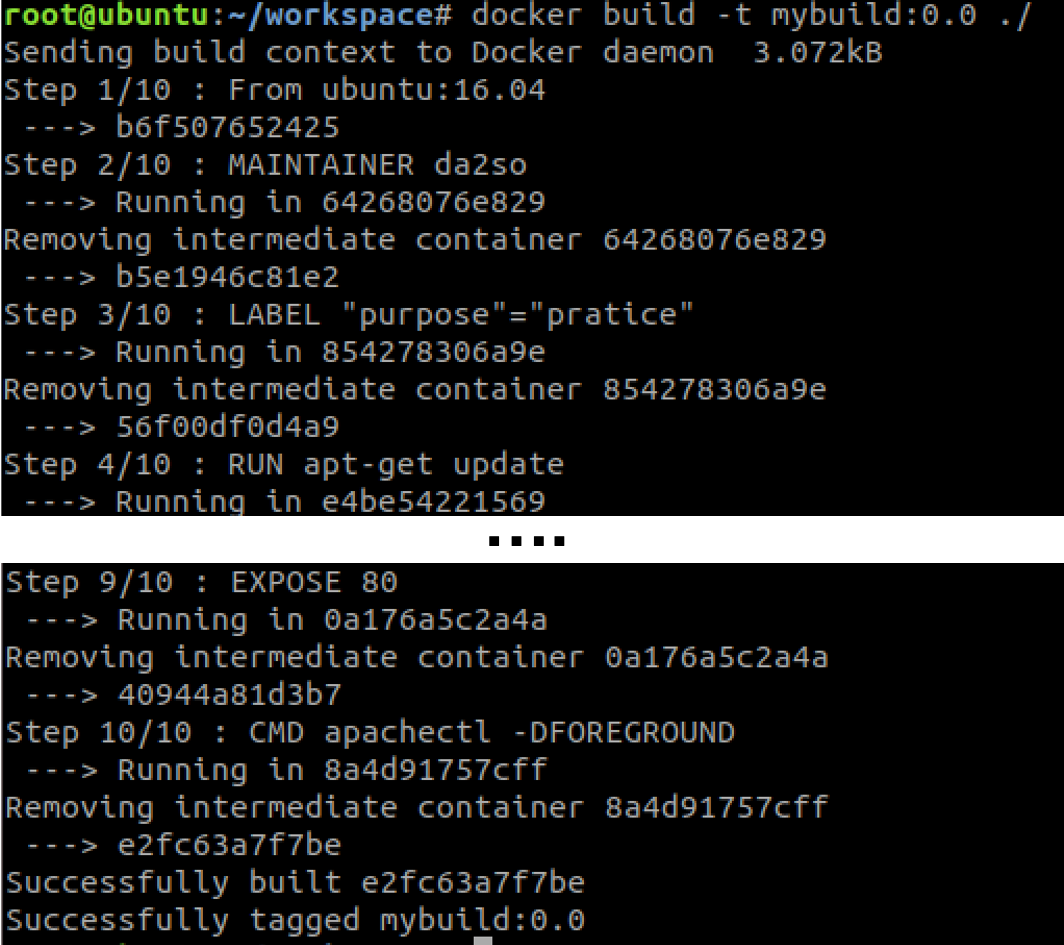 root@ubuntu:~/workspace# docker build -t mybuild:0.0 ./
Sending build context to Docker daemon  3.072kB
Step 1/10 : From ubuntu:16.04
 ---> b6f507652425
Step 2/10 : MAINTAINER da2so
 ---> Running in 64268076e829
Removing intermediate container 64268076e829
 ---> b5e1946c81e2
Step 3/10 : LABEL "purpose"="pratice"
 ---> Running in 854278306a9e
Removing intermediate container 854278306a9e
 ---> 56f00df0d4a9
Step 4/10 : RUN apt-get update
 ---> Running in e4be54221569
....
Step 9/10 : EXPOSE 80
 ---> Running in 0a176a5c2a4a
Removing intermediate container 0a176a5c2a4a
 ---> 40944a81d3b7
Step 10/10 : CMD apachectl -DFOREGROUND
 ---> Running in 8a4d91757cff
Removing intermediate container 8a4d91757cff
 ---> e2fc63a7f7be
Successfully built e2fc63a7f7be
Successfully tagged mybuild:0.0